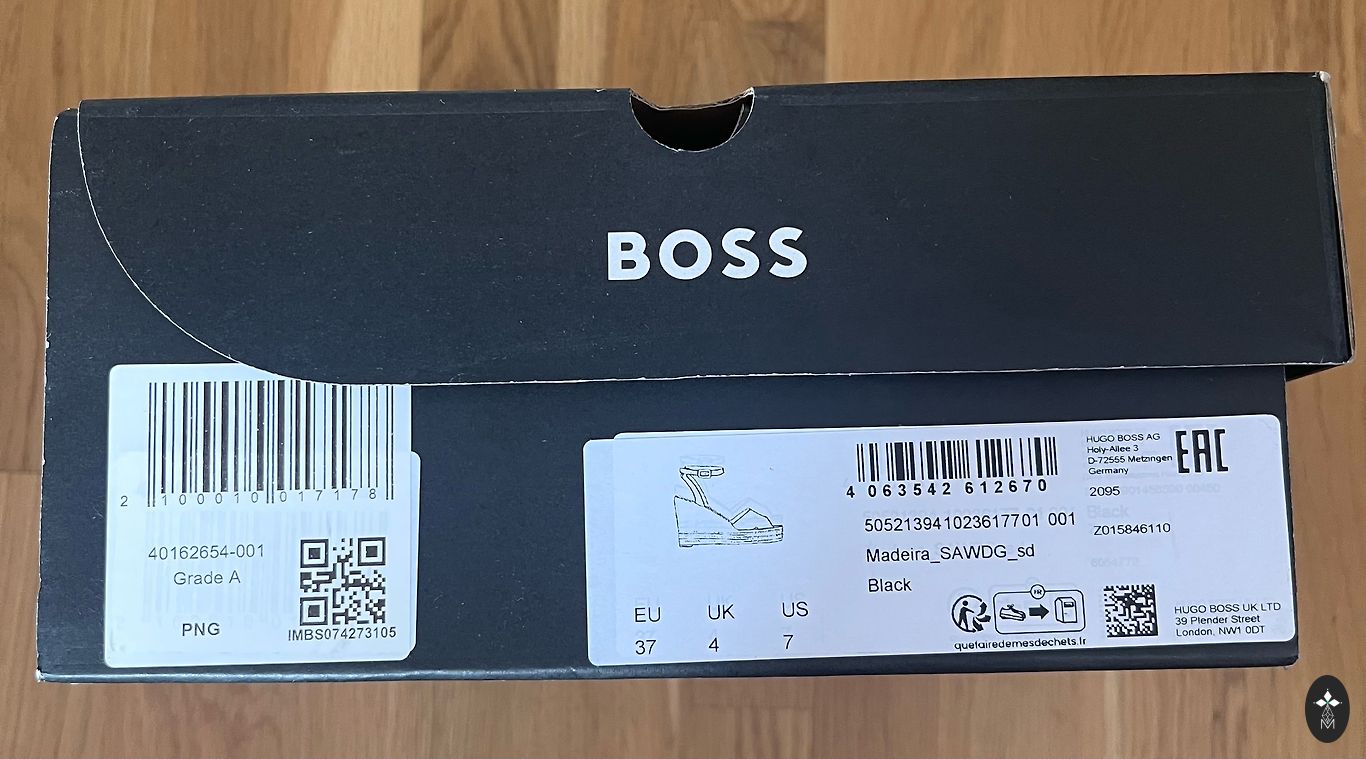 BOSS
2 100010 017178
40162654-001
Grade A
PNG
IMBS074273105
4 063542 612670
505213941023617701 001
Madeira_SAWDG_sd
Black
EU UK US
37 4 7
HUGO BOSS AG
Holy-Allee 3
D-72555 Metzingen
Germany
EAC
2095
Z015846110
FR
quefairedemesdechets.fr
HUGO BOSS UK LTD
39 Plender Street
London, NW1 0DT
M